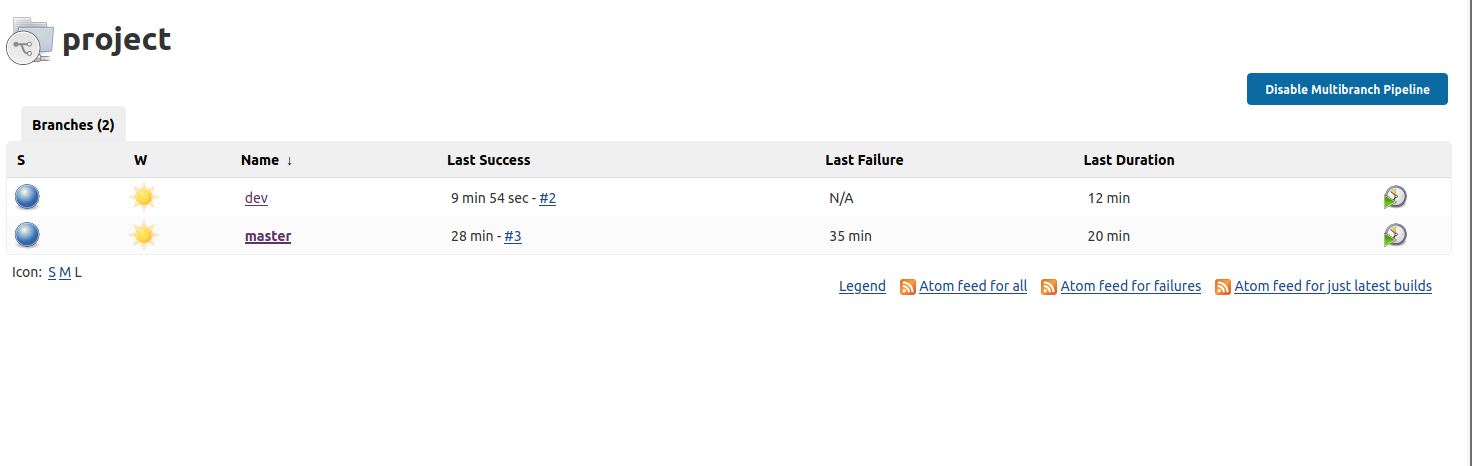 project
Disable Multibranch Pipeline
Branches (2)
S W Name ↓ Last Success Last Failure Last Duration
dev 9 min 54 sec - #2 N/A 12 min
master 28 min - #3 35 min 20 min
Icon: S M L
Legend Atom feed for all Atom feed for failures Atom feed for just latest builds